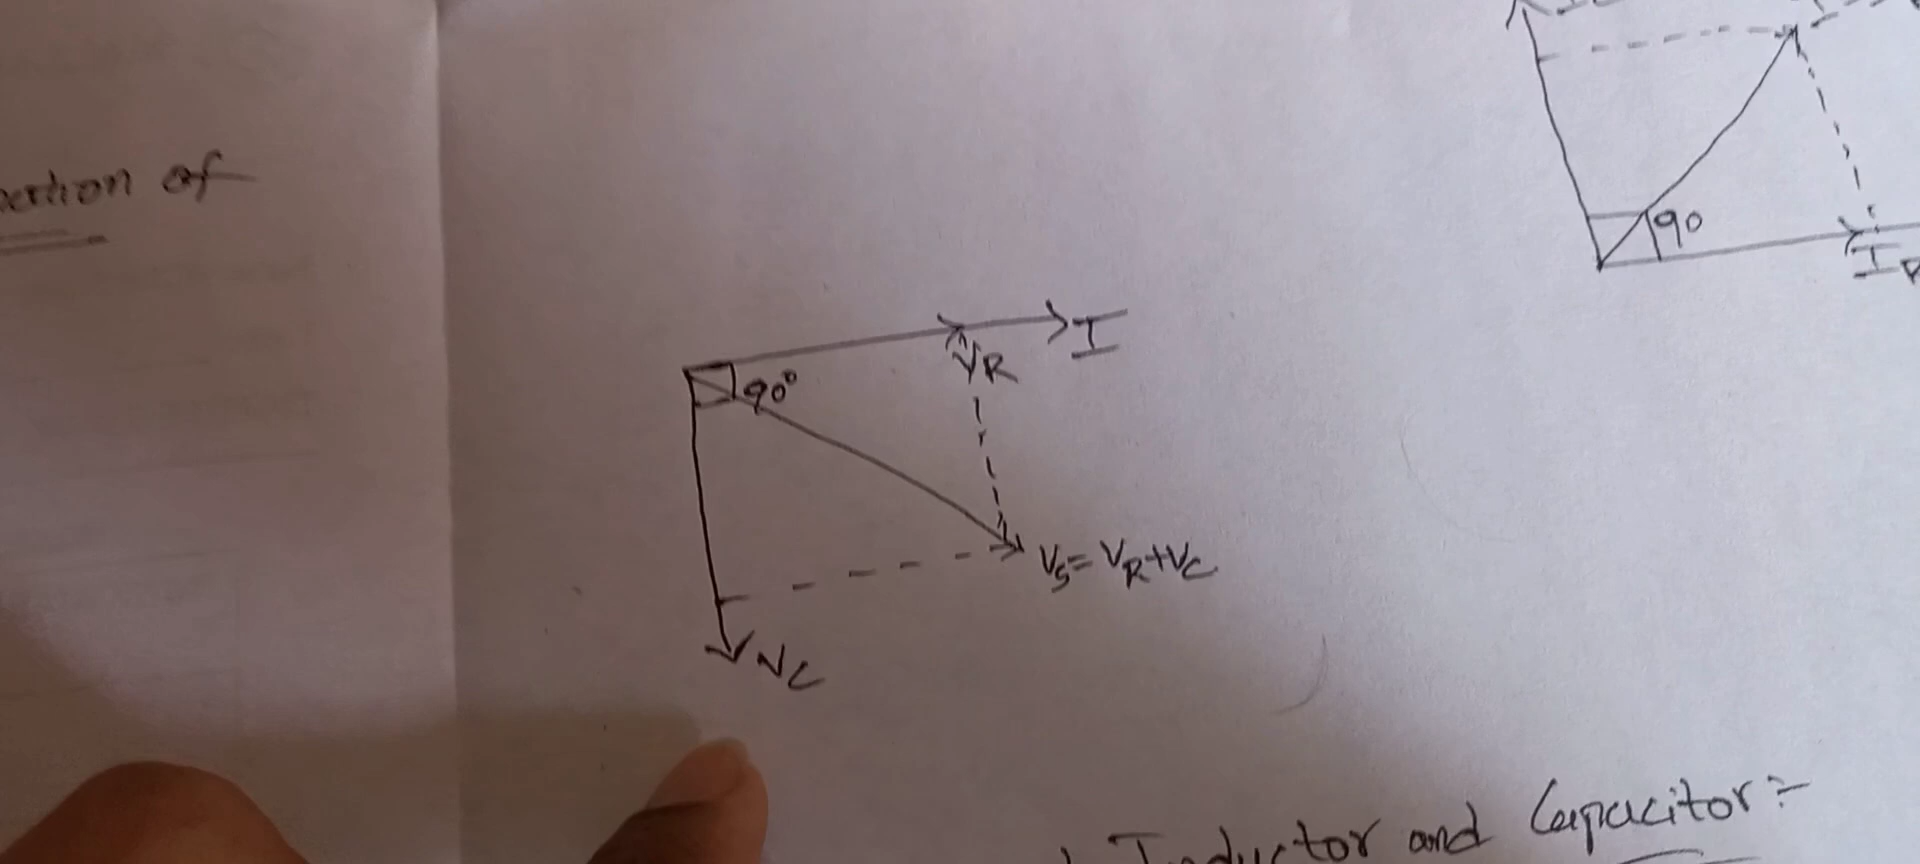 of
90
I
90°
VR
Vs= VR+VC
VC
Inductor and Capacitor:-